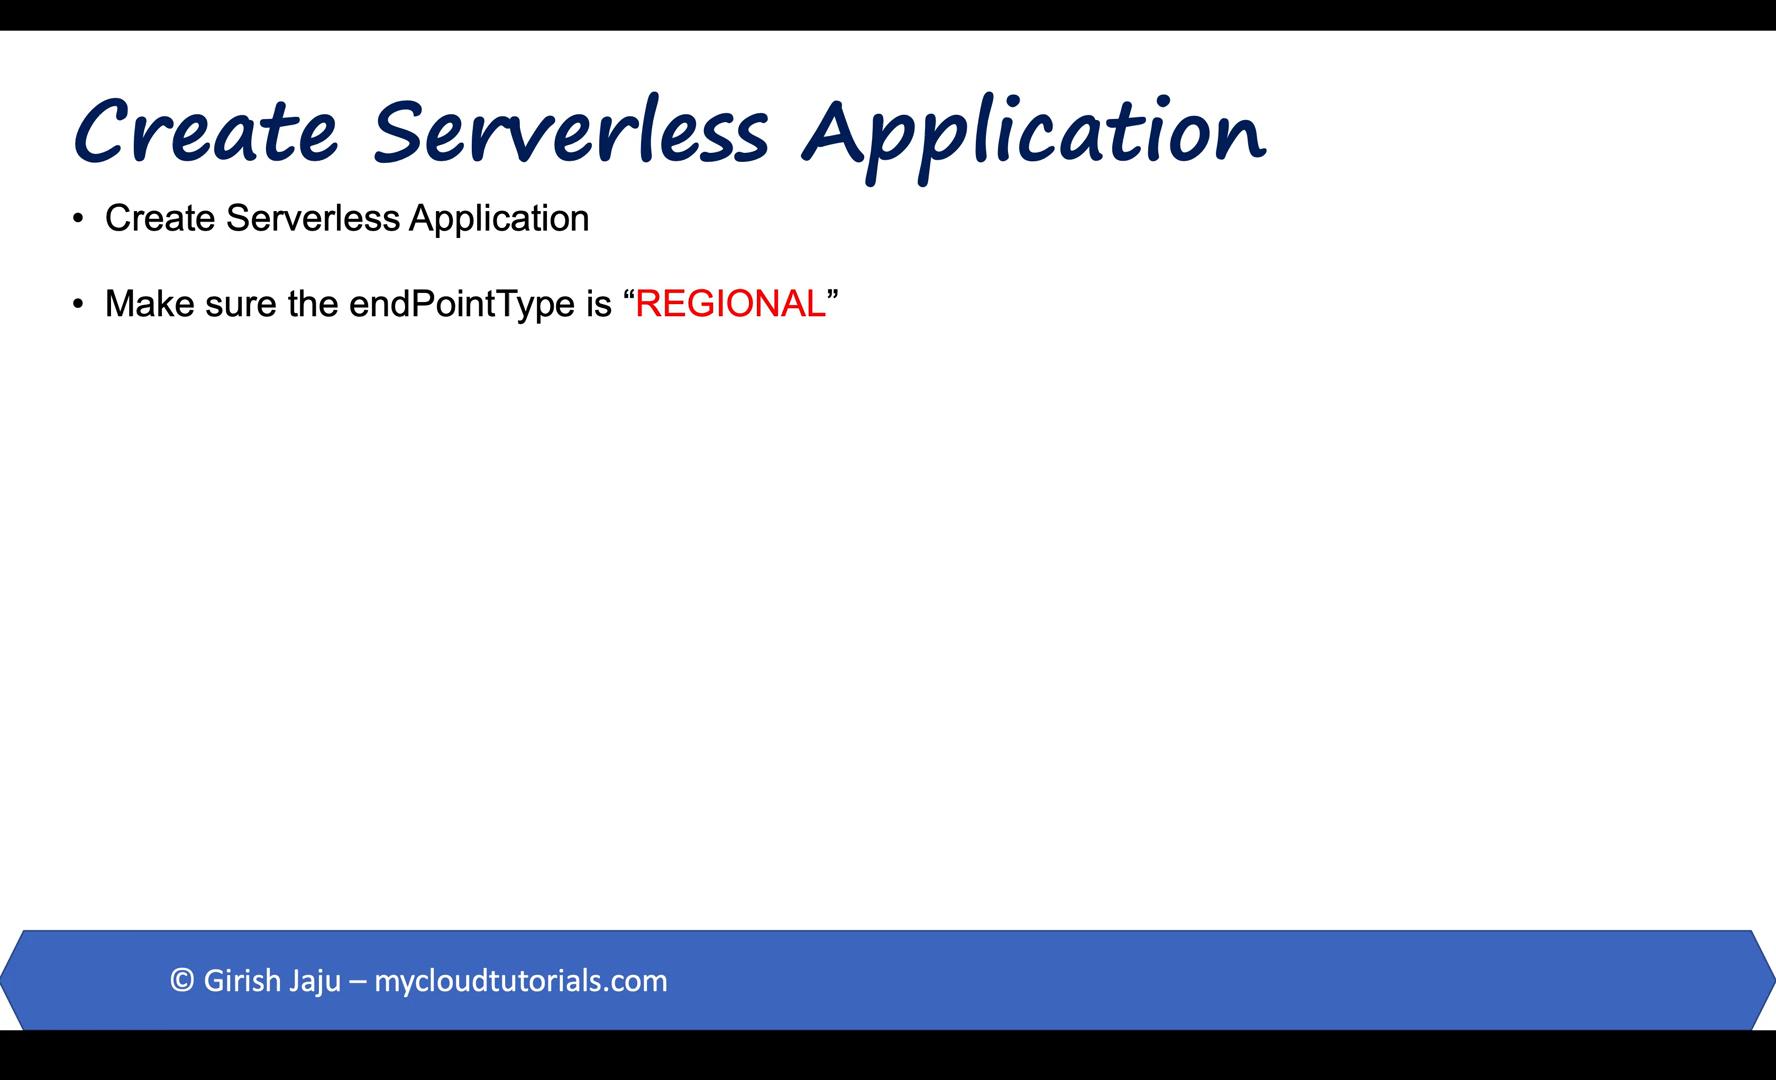 Create Serverless Application
• Create Serverless Application
• Make sure the endPointType is “REGIONAL”
© Girish Jaju – mycloudtutorials.com